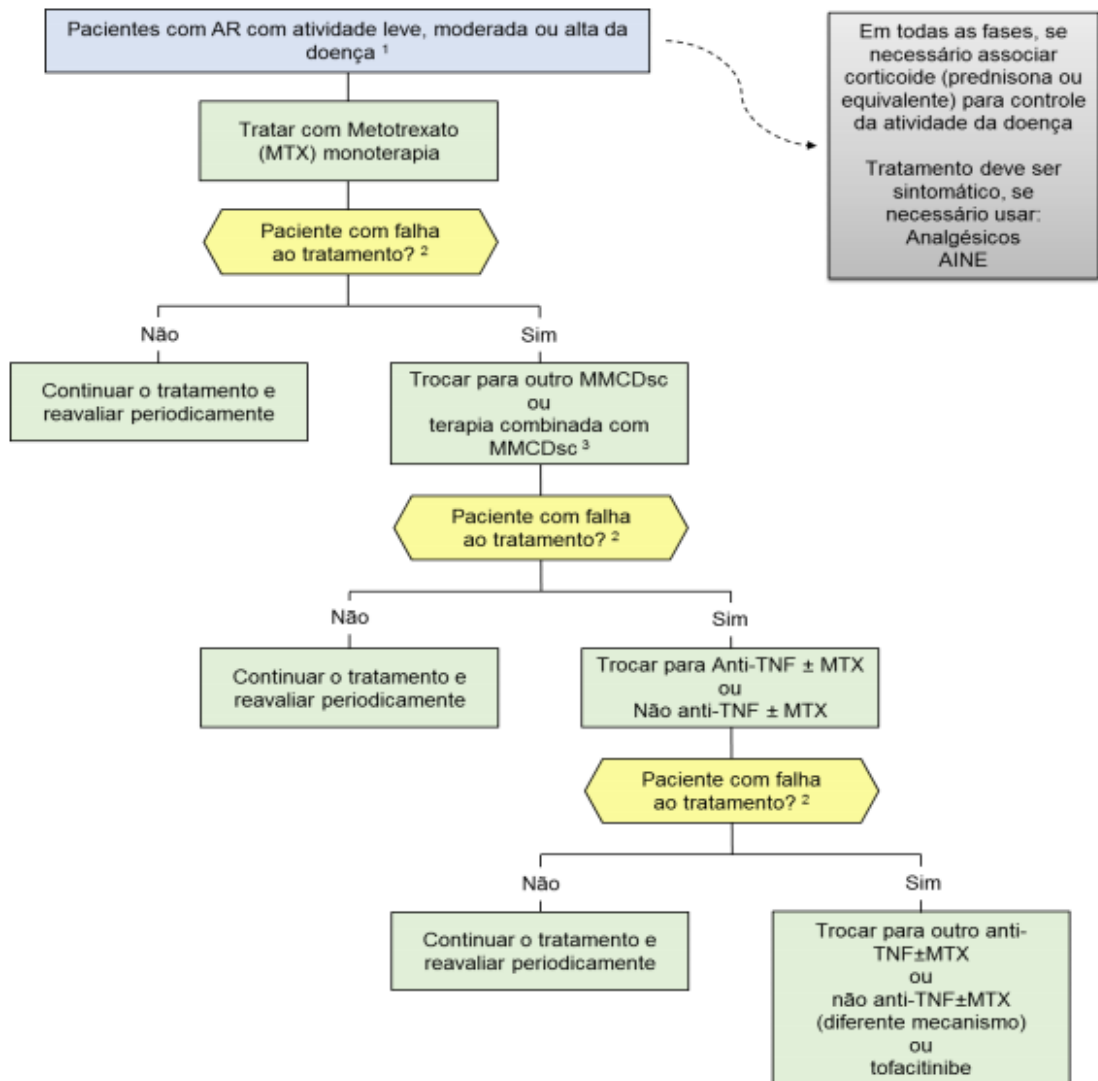 Pacientes com AR com atividade leve, moderada ou alta da
doença ¹
Em todas as fases, se
necessário associar
corticoide (prednisona ou
equivalente) para controle
da atividade da doença
Tratamento deve ser
sintomático, se
necessário usar:
Analgésicos
AINE
Tratar com Metotrexato
(MTX) monoterapia
Paciente com falha
ao tratamento? ²
Não
Sim
Continuar o tratamento e
reavaliar periodicamente
Trocar para outro MMCDsc
ou
terapia combinada com
MMCDsc ³
Paciente com falha
ao tratamento? ²
Não
Sim
Continuar o tratamento e
reavaliar periodicamente
Trocar para Anti-TNF ± MTX
ou
Não anti-TNF ± MTX
Paciente com falha
ao tratamento? ²
Não
Sim
Continuar o tratamento e
reavaliar periodicamente
Trocar para outro anti-
TNF±MTX
ou
não anti-TNF±MTX
(diferente mecanismo)
ou
tofacitinibe